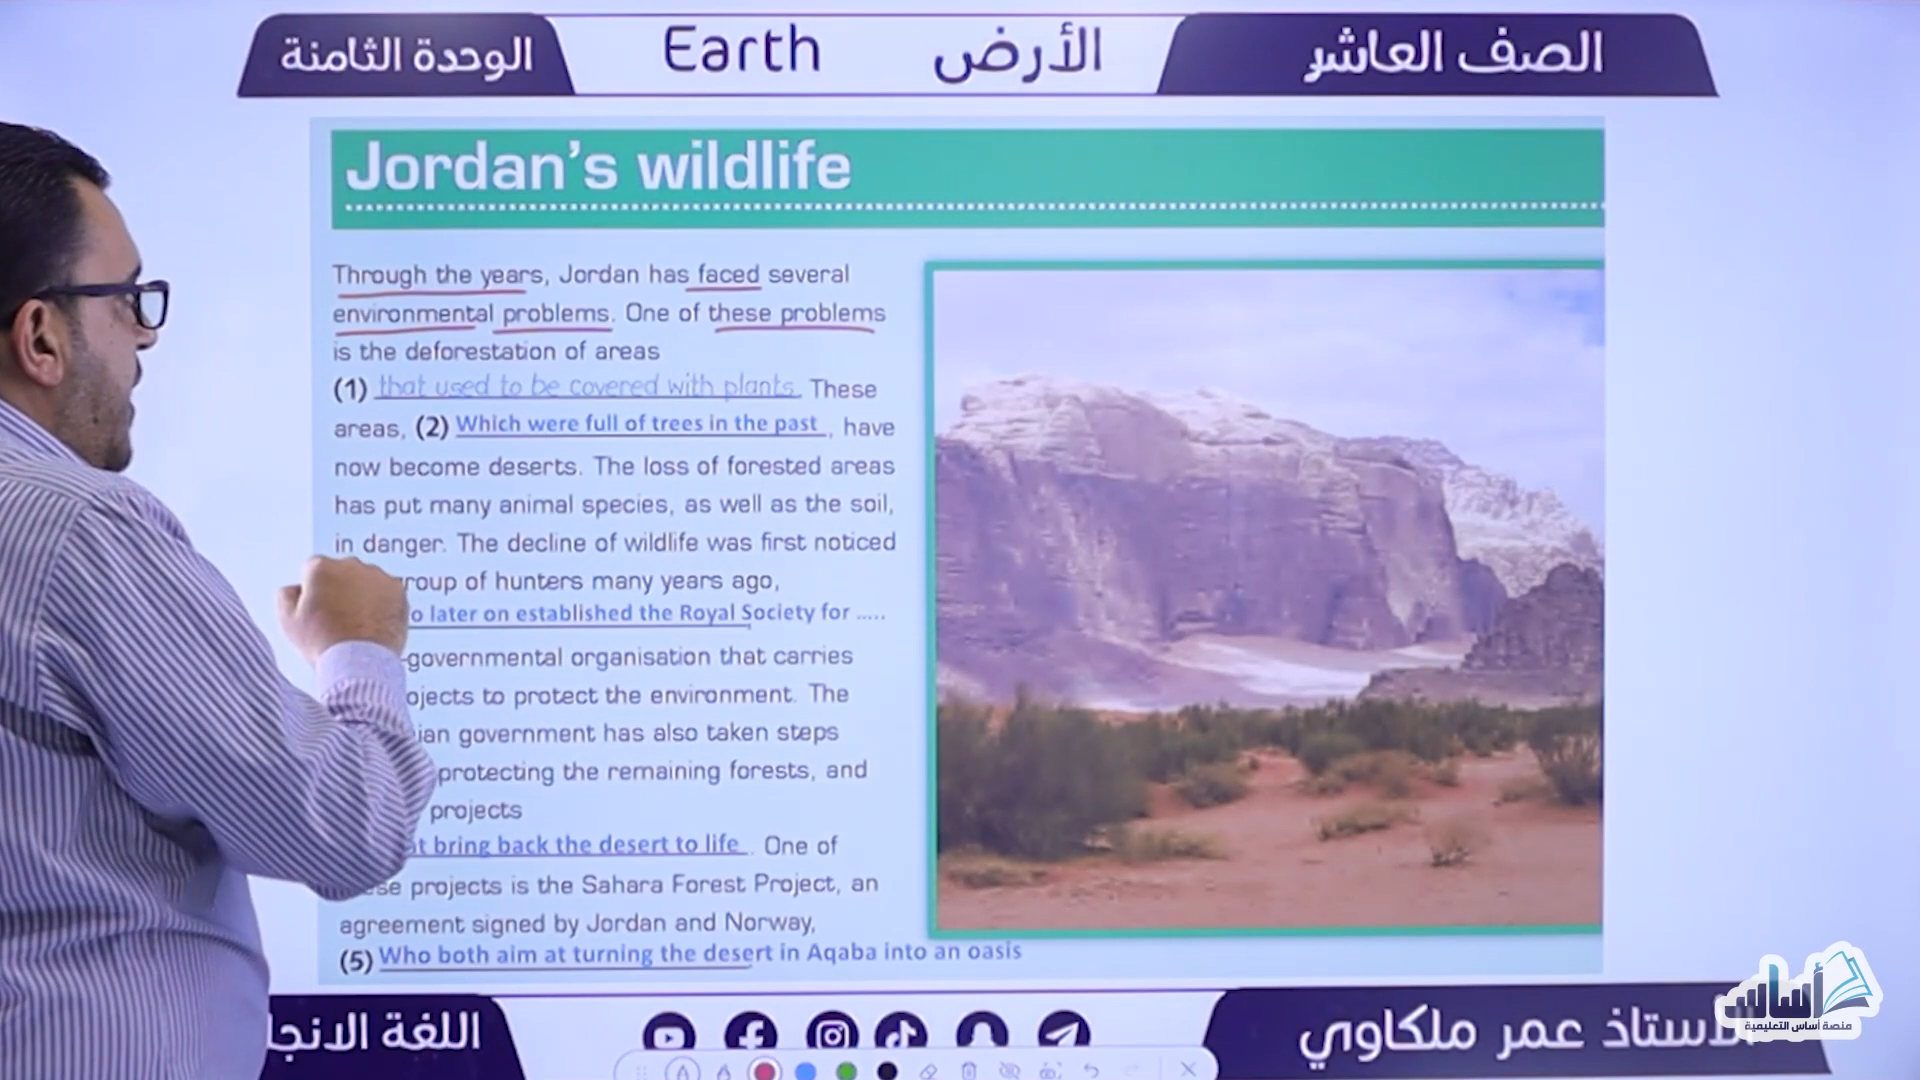 الصف العاشر
الأرض Earth
الوحدة الثامنة
Jordan's wildlife
Through the years, Jordan has faced several
environmental problems. One of these problems
is the deforestation of areas
(1) that used to be covered with plants. These
areas, (2) Which were full of trees in the past , have
now become deserts. The loss of forested areas
has put many animal species, as well as the soil,
in danger. The decline of wildlife was first noticed
of hunters many years ago,
later on established the Royal Society for .....
-governmental organisation that carries
to protect the environment. The
government has also taken steps
protecting the remaining forests, and
projects
bring back the desert to life . One of
projects is the Sahara Forest Project, an
agreement signed by Jordan and Norway,
(5) Who both aim at turning the desert in Aqaba into an oasis
عمر ملكاوي
اللغة
أساس
منصة أساس التعليمية